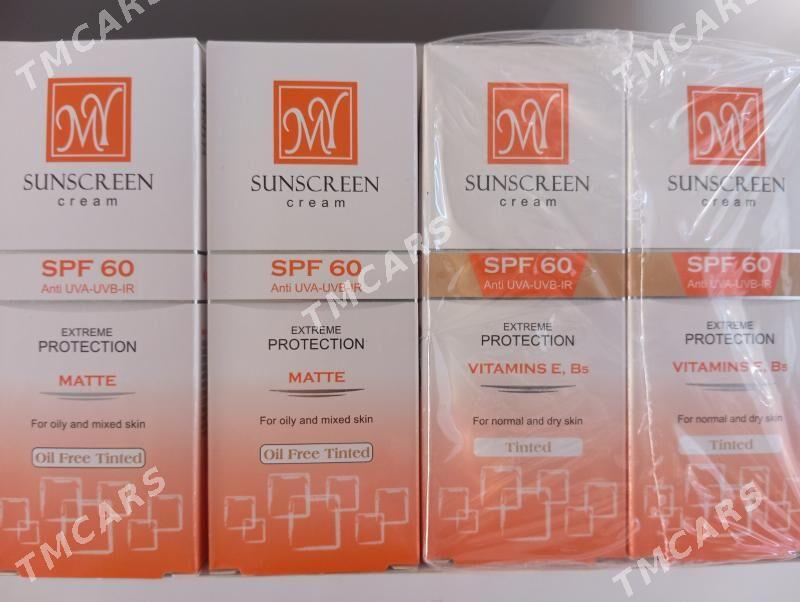 MY
SUNSCREEN
cream
SPF 60
Anti UVA-UVB-IR
EXTREME
PROTECTION
MATTE
For oily and mixed skin
Oil Free Tinted
MY
SUNSCREEN
cream
SPF 60
Anti UVA-UVB-IR
EXTREME
PROTECTION
MATTE
For oily and mixed skin
Oil Free Tinted
MY
SUNSCREEN
cream
SPF 60
Anti UVA-UVB-IR
EXTREME
PROTECTION
VITAMINS E, B5
For normal and dry skin
Tinted
MY
SUNSCREEN
cream
SPF 60
Anti UVA-UVB-IR
EXTREME
PROTECTION
VITAMINS E, B5
For normal and dry skin
Tinted
TMCARS
TMCARS
TMCARS
TMCARS
TMCARS